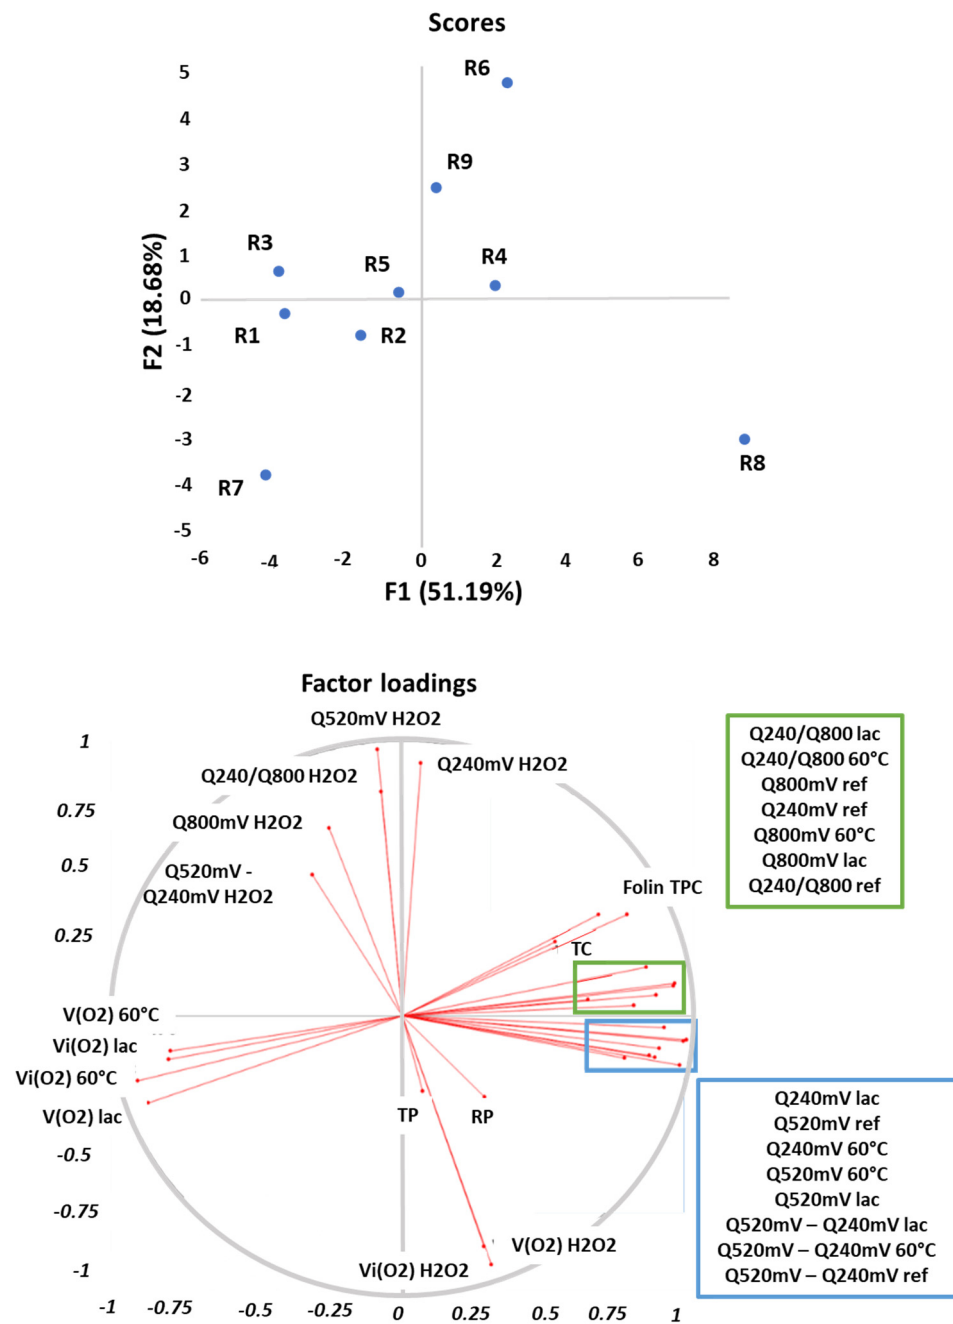 Scores
R6
5
4
R9
3
2
R3
R5
R4
1
0
R1
R2
-1
-2
-3
R8
-4
R7
-5
F2 (18.68%)
-6
-4
-2
0
2
4
6
8
F1 (51.19%)
Factor loadings
Q520mV H2O2
1
Q240mV H2O2
Q240/Q800 H2O2
0.75
Q800mV H2O2
0.5
Q520mV -
Q240mV H2O2
Folin TPC
0.25
TC
V(O2) 60°C
Vi(O2) lac
Vi(O2) 60°C
V(O2) lac
TP
RP
-0.5
-0.75
V(O2) H2O2
Vi(O2) H2O2
-1
-1
-0.75
-0.25
0
0.25
0.5
0.75
1
Q240/Q800 lac
Q240/Q800 60°C
Q800mV ref
Q240mV ref
Q800mV 60°C
Q800mV lac
Q240/Q800 ref
Q240mV lac
Q520mV ref
Q240mV 60°C
Q520mV 60°C
Q520mV lac
Q520mV – Q240mV lac
Q520mV – Q240mV 60°C
Q520mV – Q240mV ref